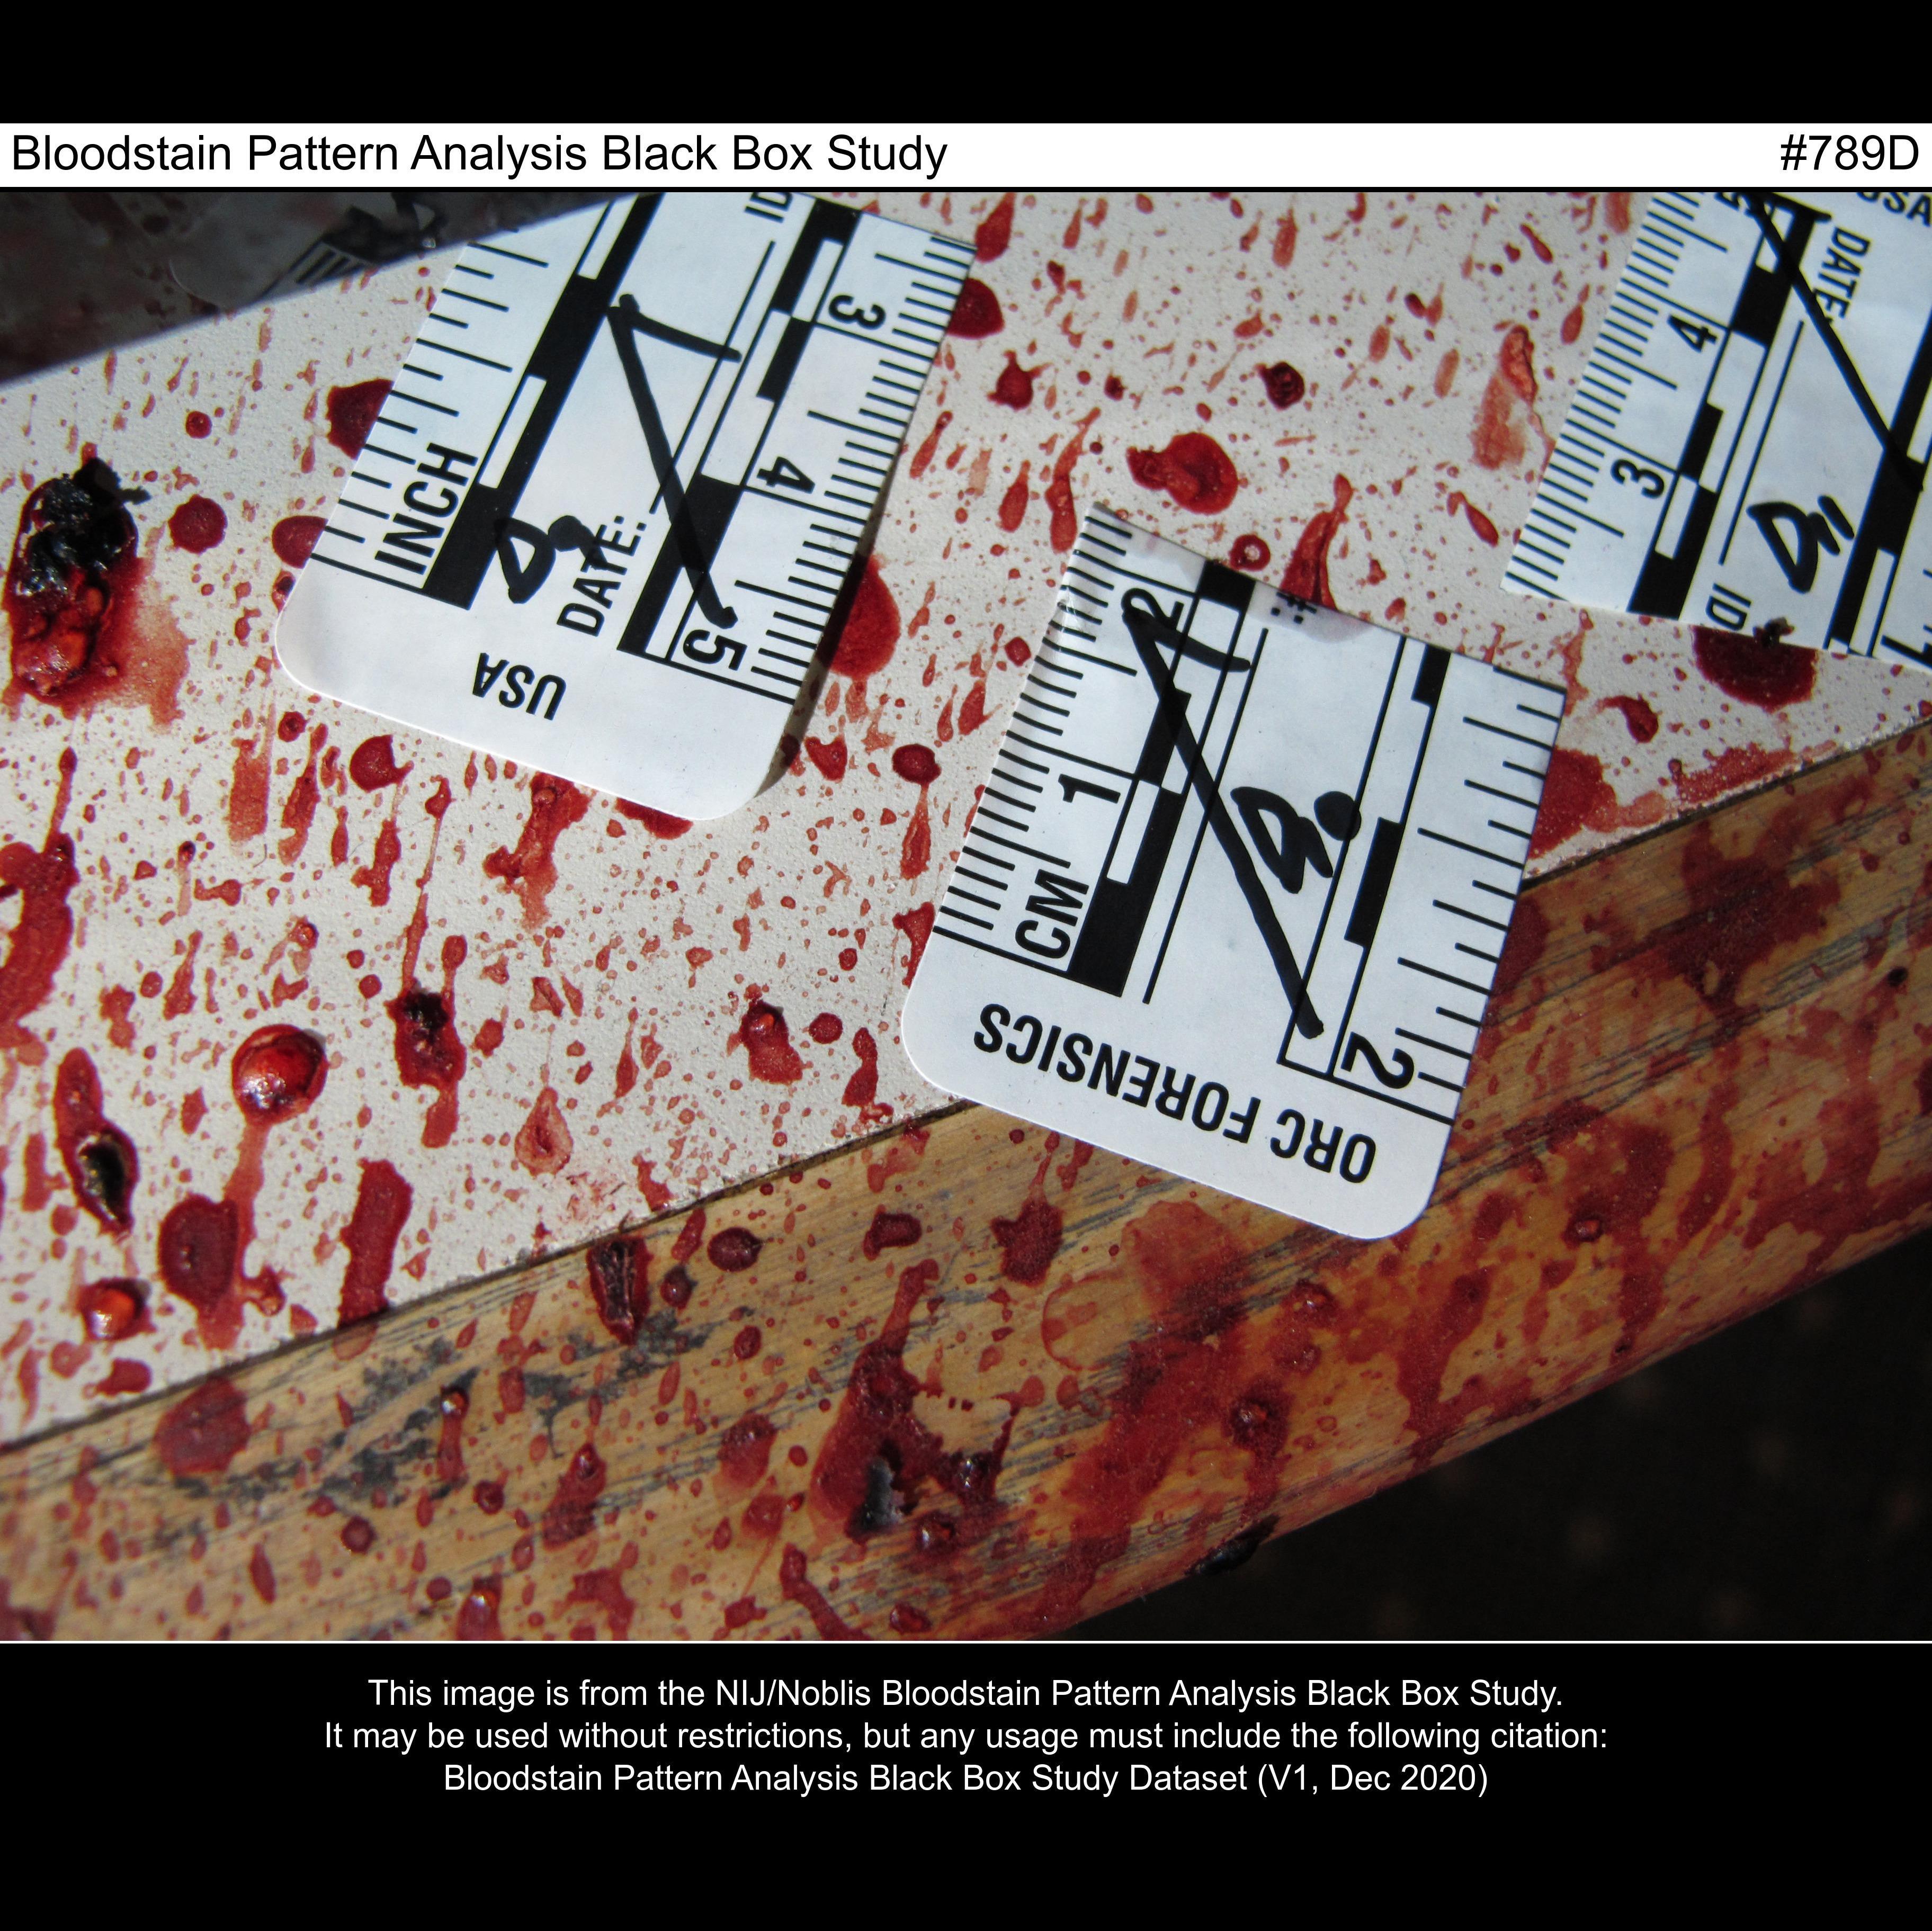 Bloodstain Pattern Analysis Black Box Study #789D
INCH
DATE:
USA
ID
3
4
5
CM
1
2
2
ORC FORENSICS
USA
DATE:
ID
4
3
1
This image is from the NIJ/Noblis Bloodstain Pattern Analysis Black Box Study.
It may be used without restrictions, but any usage must include the following citation:
Bloodstain Pattern Analysis Black Box Study Dataset (V1, Dec 2020)